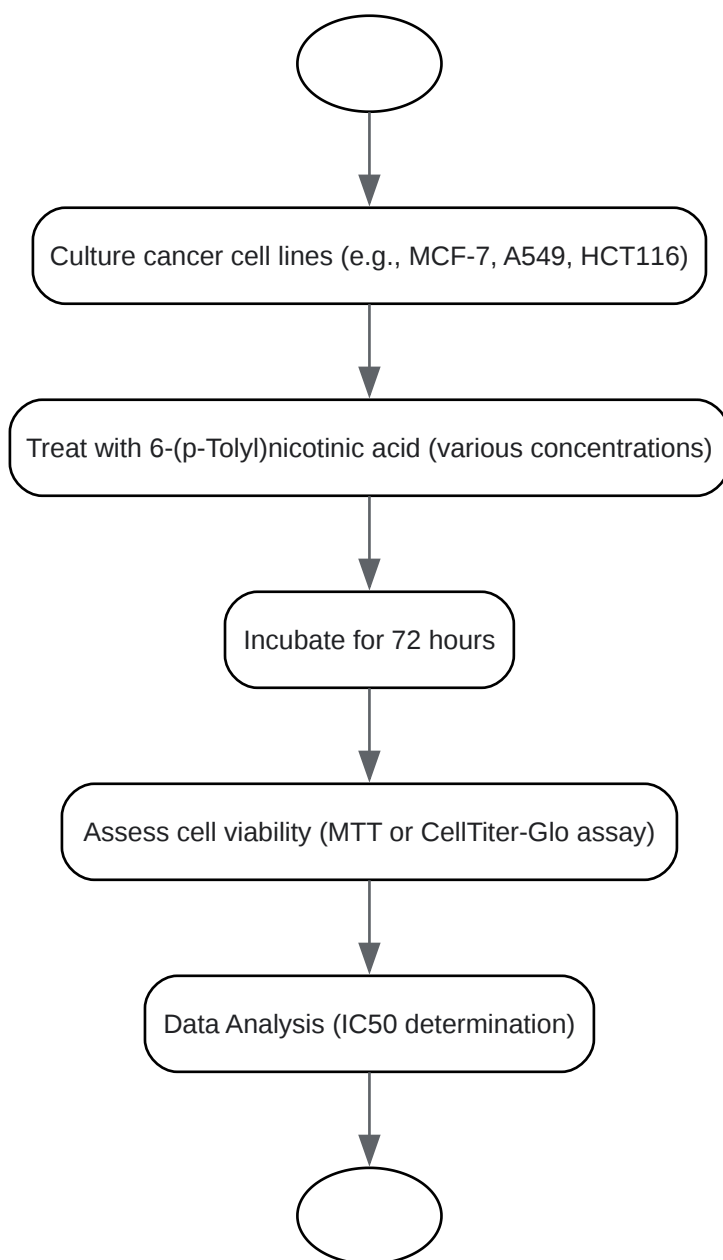 Culture cancer cell lines (e.g., MCF-7, A549, HCT116)
Treat with 6-(p-Tolyl)nicotinic acid (various concentrations)
Incubate for 72 hours
Assess cell viability (MTT or CellTiter-Glo assay)
Data Analysis (IC50 determination)